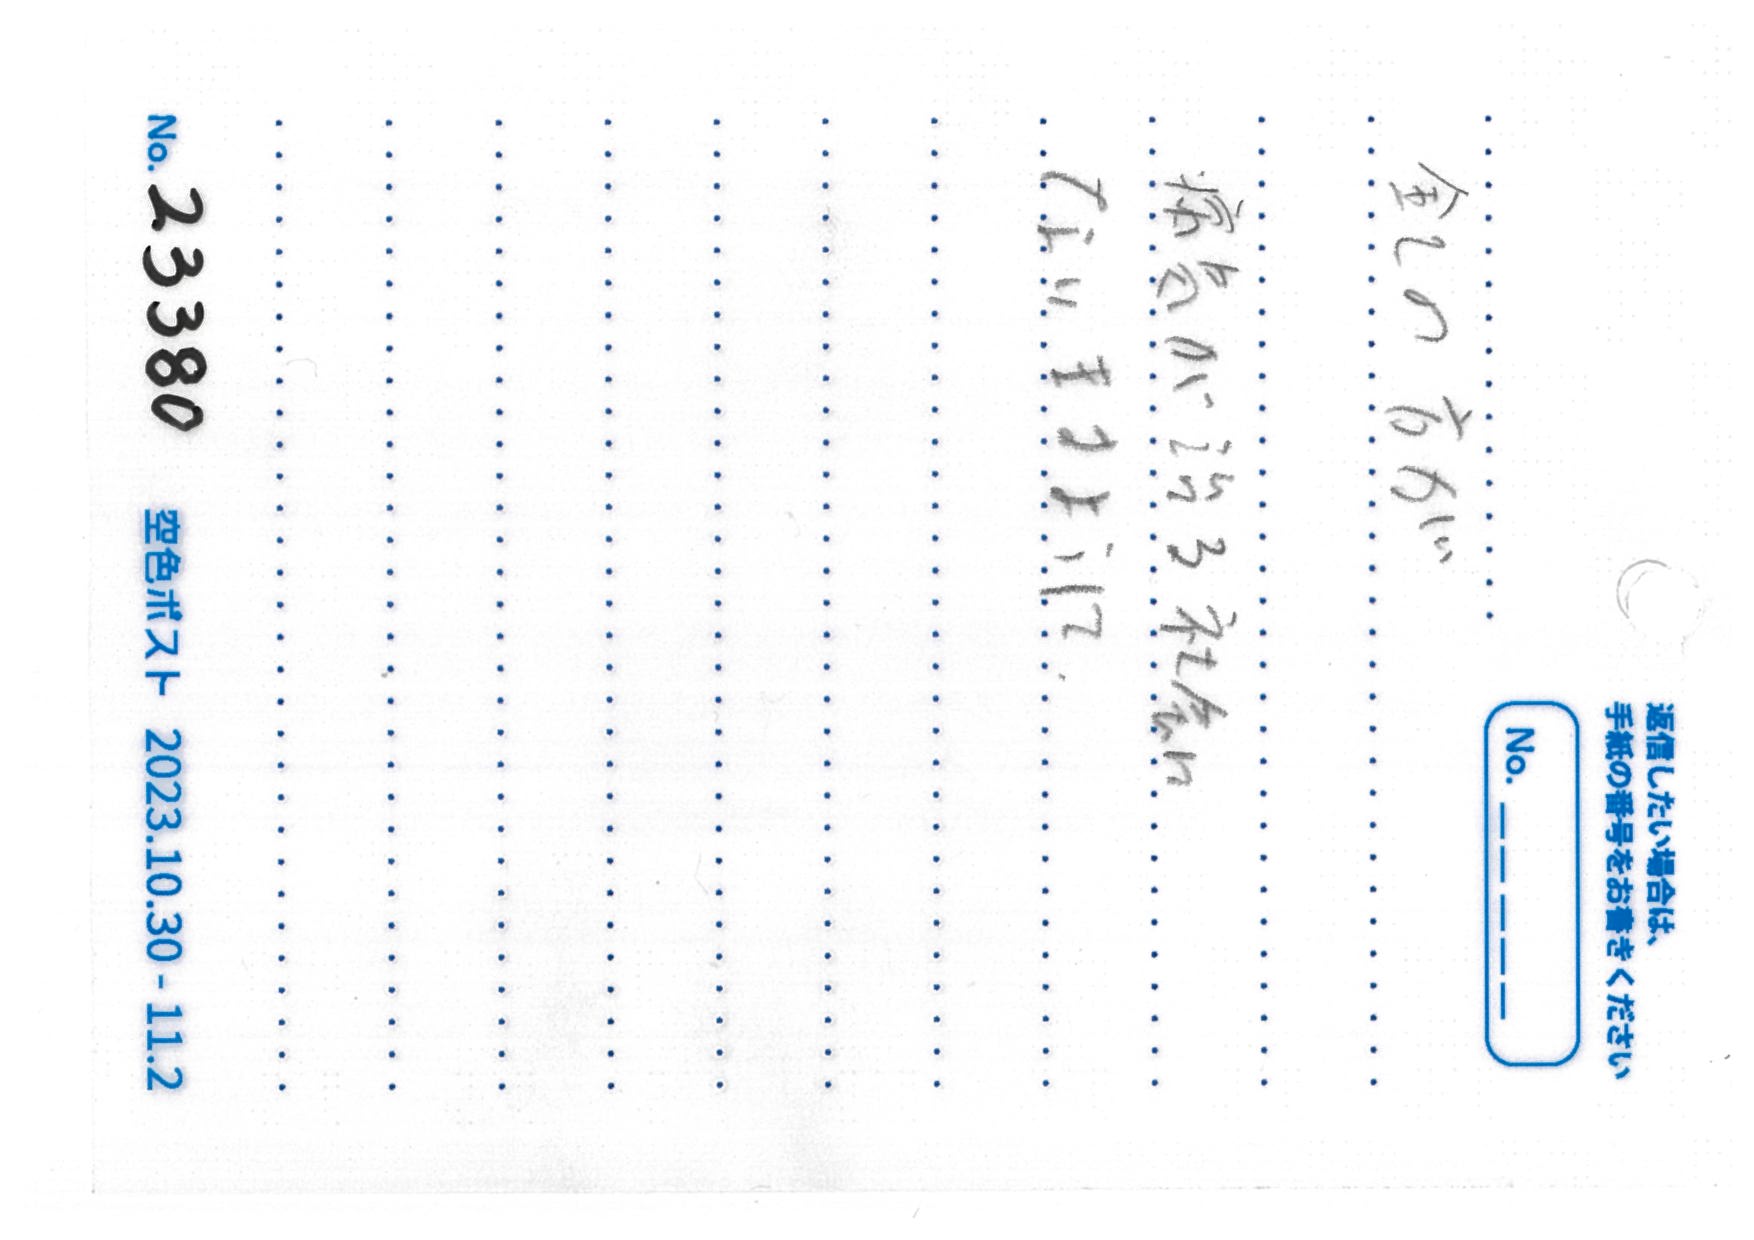 返信したい場合は、
手紙の番号をお書きください
No. _ _ _ _ _
全ての方が
病気が治る社会に
なりますように.
No. 23380 空色ポスト 2023.10.30 - 11.2